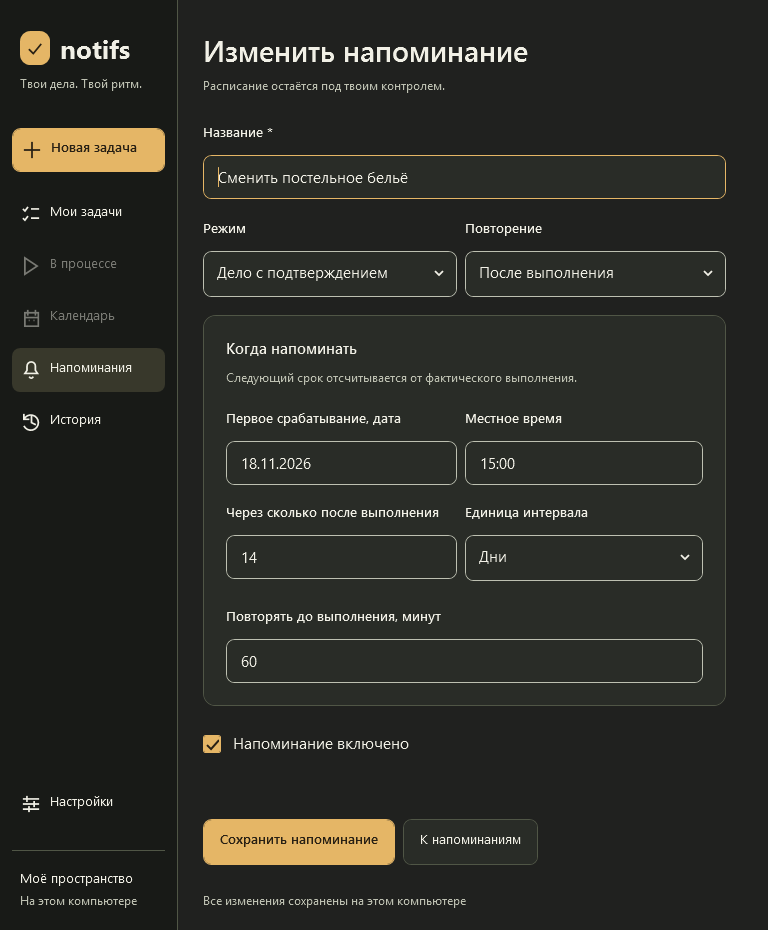 notifs
Твои дела. Твой ритм.
Новая задача
Мои задачи
В процессе
Календарь
Напоминания
История
Настройки
Моё пространство
На этом компьютере
Изменить напоминание
Расписание остаётся под твоим контролем.
Название *
Сменить постельное бельё
Режим
Повторение
Дело с подтверждением
После выполнения
Когда напоминать
Следующий срок отсчитывается от фактического выполнения.
Первое срабатывание, дата
Местное время
18.11.2026
15:00
Через сколько после выполнения
Единица интервала
14
Дни
Повторять до выполнения, минут
60
Напоминание включено
Сохранить напоминание
К напоминаниям
Все изменения сохранены на этом компьютере